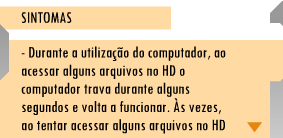 SINTOMAS
- Durante a utilização do computador, ao
acessar alguns arquivos no HD o
computador trava durante alguns
segundos e volta a funcionar. Às vezes,
ao tentar acessar alguns arquivos no HD